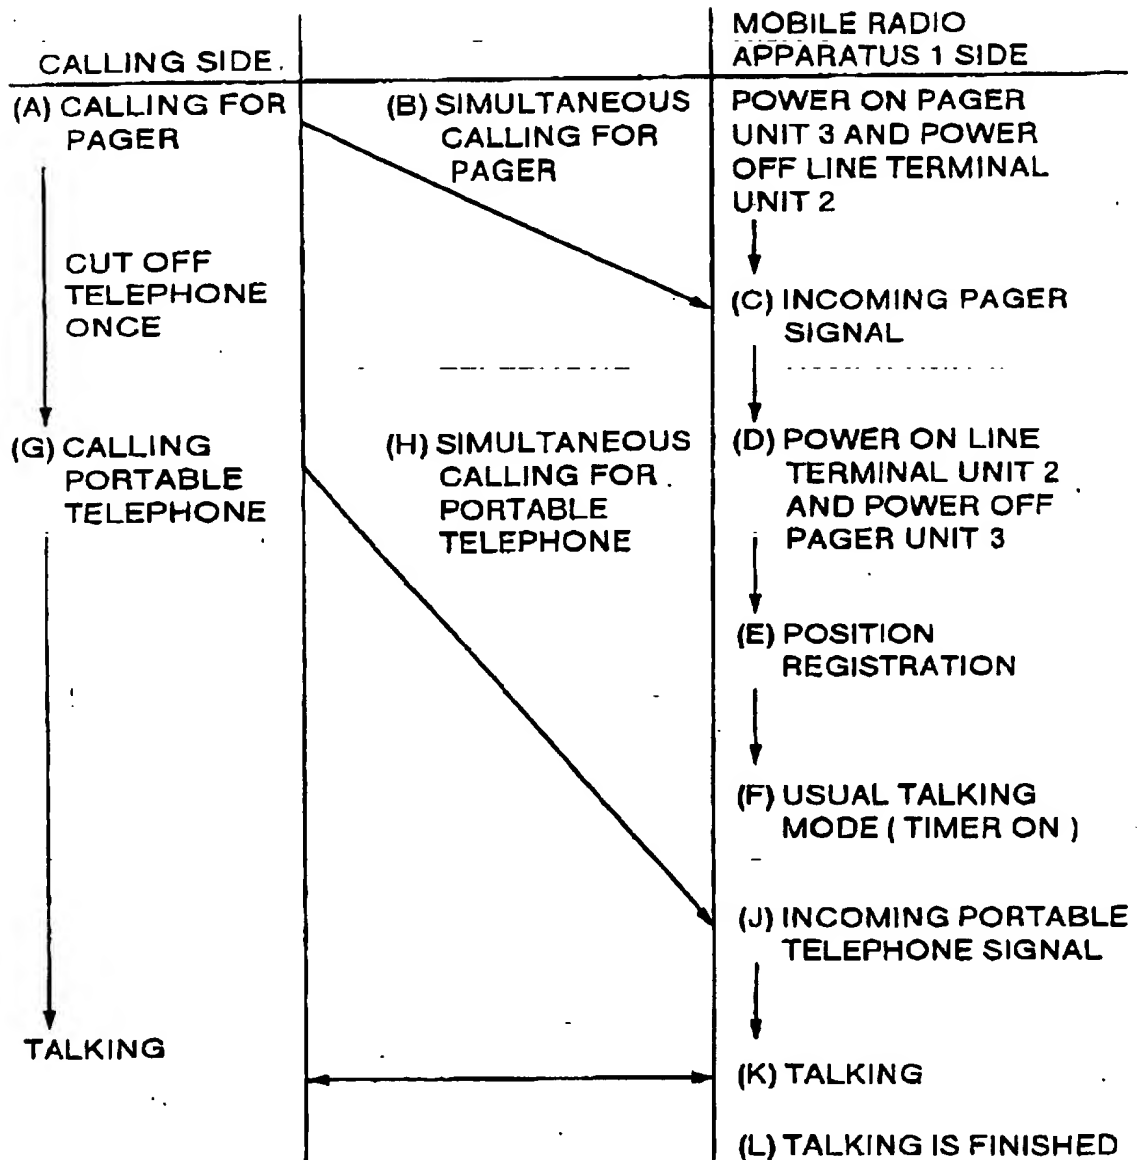 CALLING SIDE.
MOBILE RADIO
APPARATUS 1 SIDE
(A) CALLING FOR
PAGER
CUT OFF
TELEPHONE
ONCE
(G) CALLING
PORTABLE
TELEPHONE
TALKING
(B) SIMULTANEOUS
CALLING FOR
PAGER
(H) SIMULTANEOUS
CALLING FOR
PORTABLE
TELEPHONE
POWER ON PAGER
UNIT 3 AND POWER
OFF LINE TERMINAL
UNIT 2
(C) INCOMING PAGER
SIGNAL
(D) POWER ON LINE
TERMINAL UNIT 2
AND POWER OFF
PAGER UNIT 3
(E) POSITION
REGISTRATION
(F) USUAL TALKING
MODE ( TIMER ON )
(J) INCOMING PORTABLE
TELEPHONE SIGNAL
(K) TALKING
(L) TALKING IS FINISHED